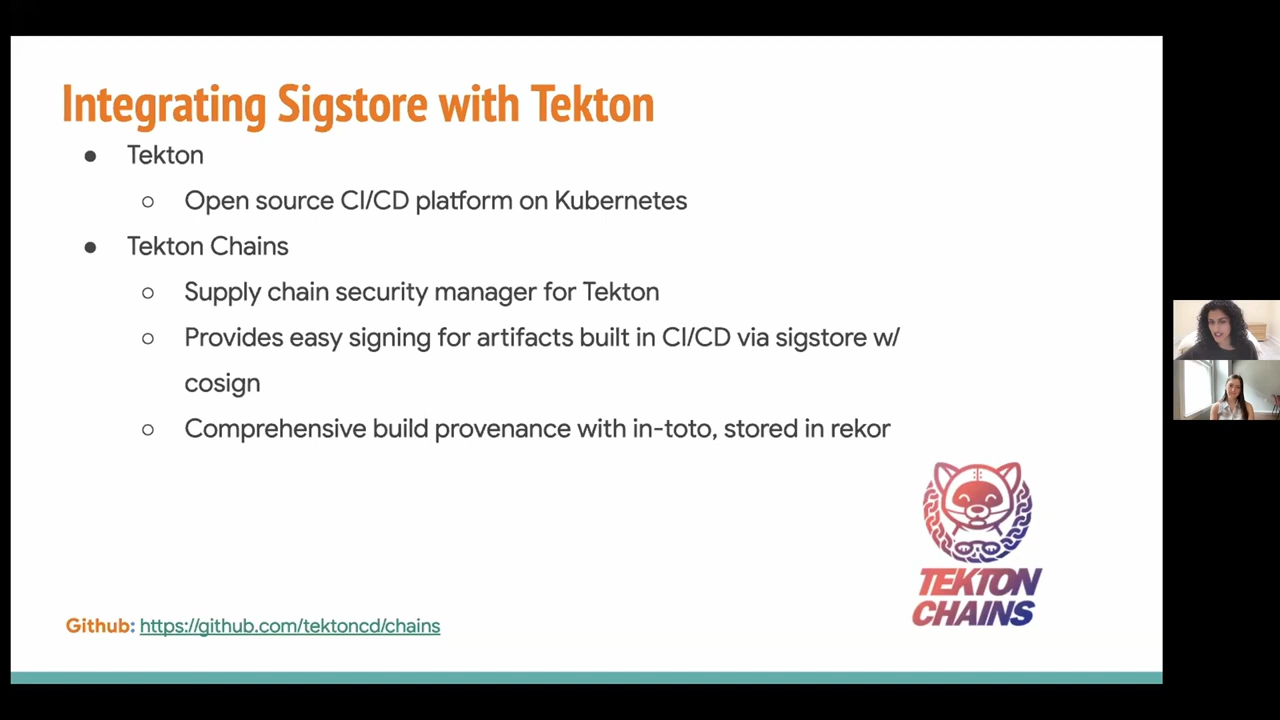 Integrating Sigstore with Tekton
● Tekton
○ Open source CI/CD platform on Kubernetes
● Tekton Chains
○ Supply chain security manager for Tekton
○ Provides easy signing for artifacts built in CI/CD via sigstore w/
cosign
○ Comprehensive build provenance with in-toto, stored in rekor
TEKTON
CHAINS
Github: https://github.com/tektoncd/chains